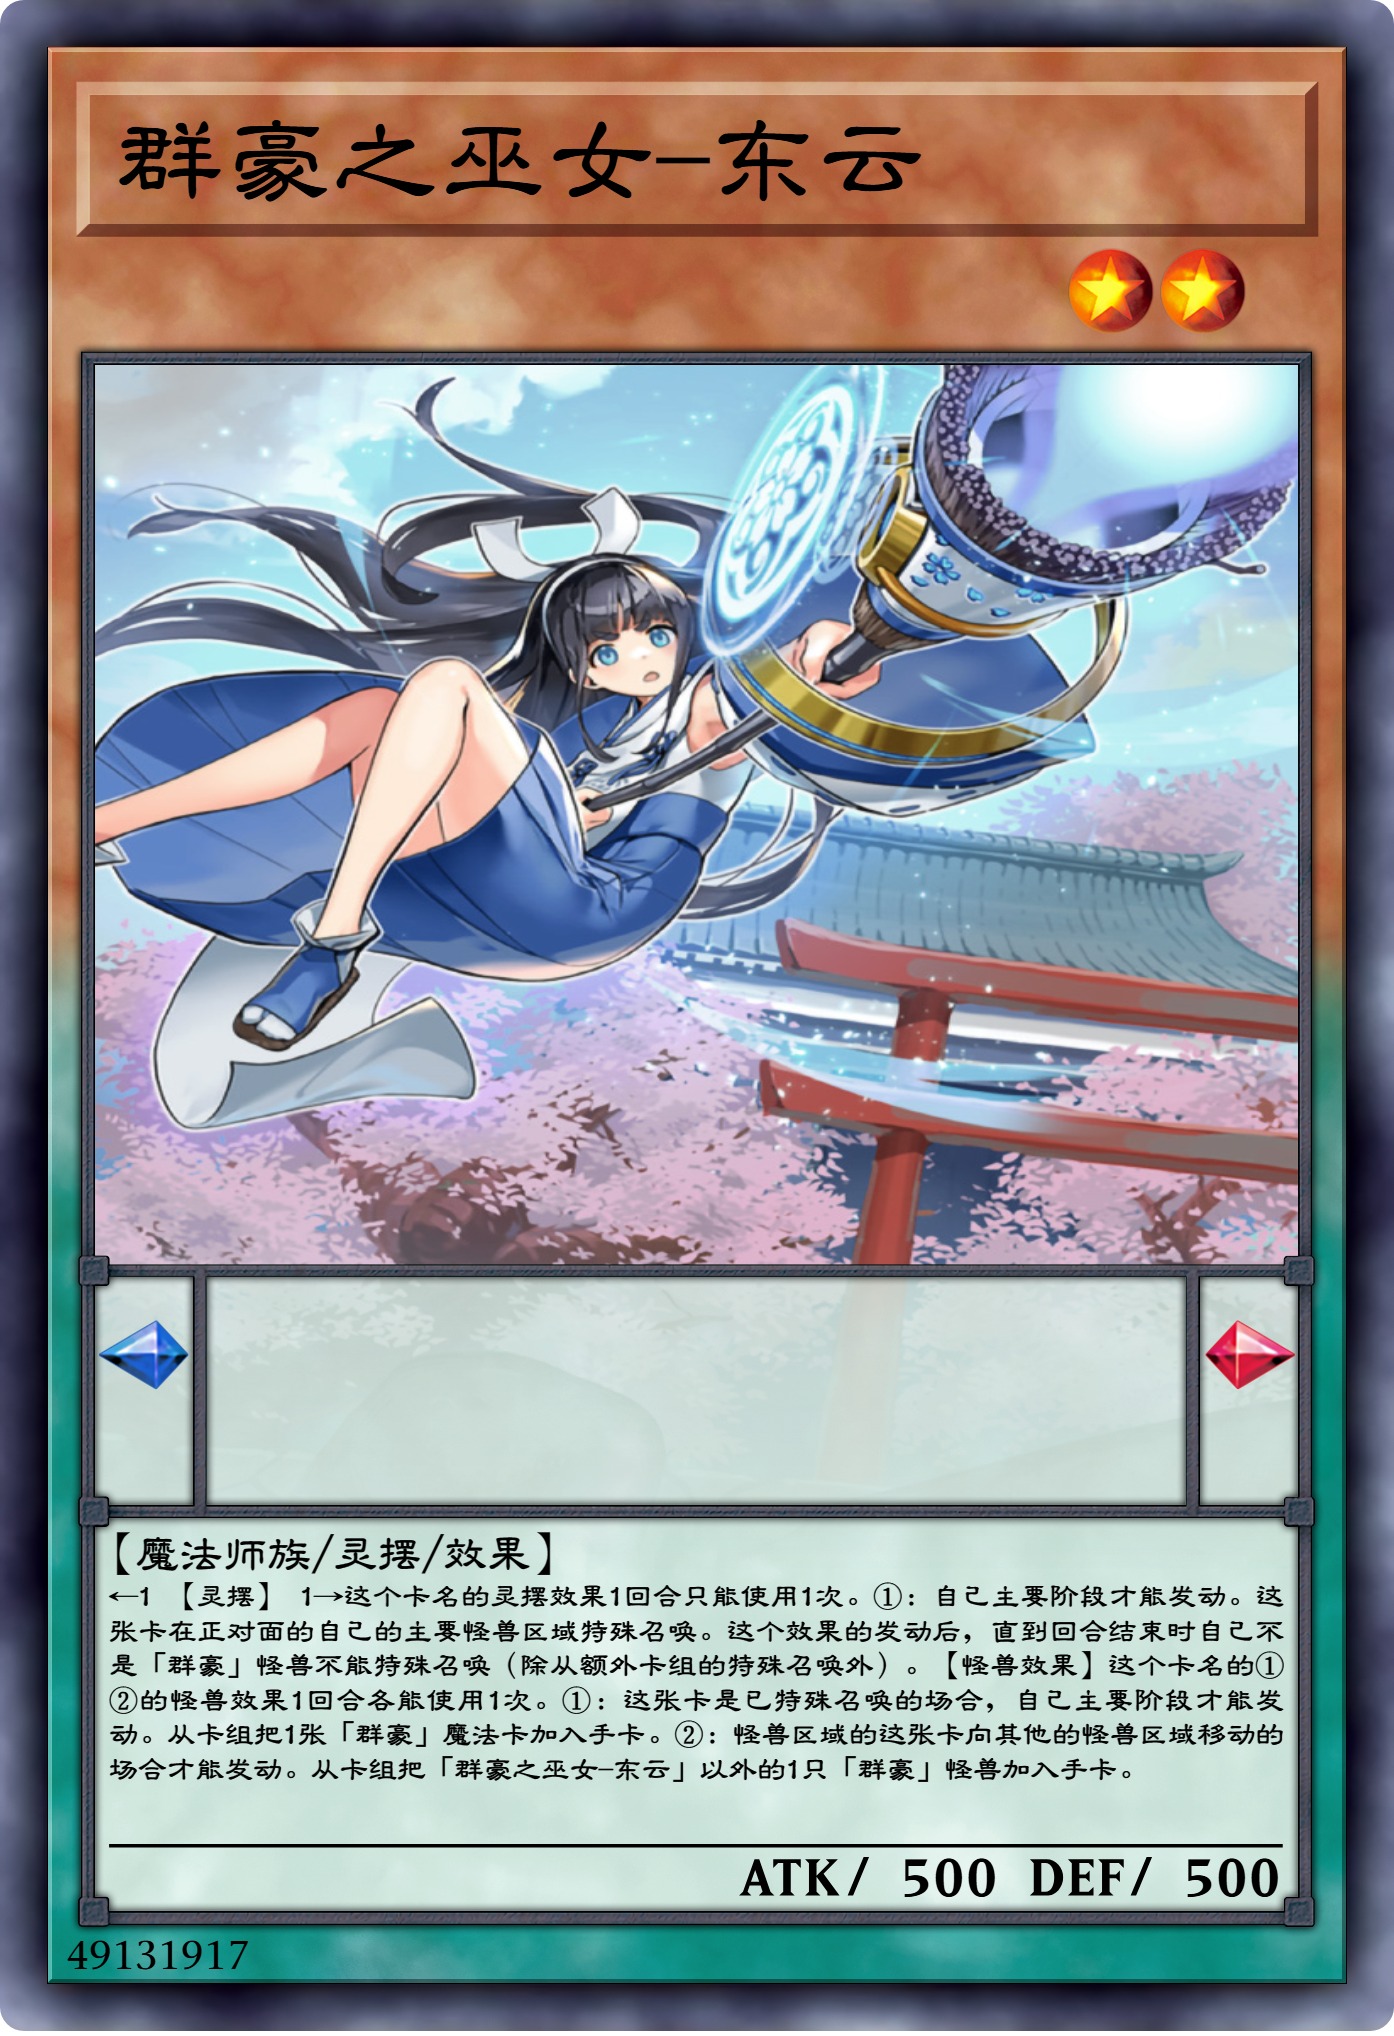 群豪之巫女-东云
【魔法师族/灵摆/效果】
←1 【灵摆】 1→这个卡名的灵摆效果1回合只能使用1次。①：自己主要阶段才能发动。这
张卡在正对面的自己的主要怪兽区域特殊召唤。这个效果的发动后，直到回合结束时自己不
是「群豪」怪兽不能特殊召唤（除从额外卡组的特殊召唤外）。【怪兽效果】这个卡名的①
②的怪兽效果1回合各能使用1次。①：这张卡是已特殊召唤的场合，自己主要阶段才能发
动。从卡组把1张「群豪」魔法卡加入手卡。②：怪兽区域的这张卡向其他的怪兽区域移动的
场合才能发动。从卡组把「群豪之巫女-东云」以外的1只「群豪」怪兽加入手卡。
ATK/ 500 DEF/ 500
49131917